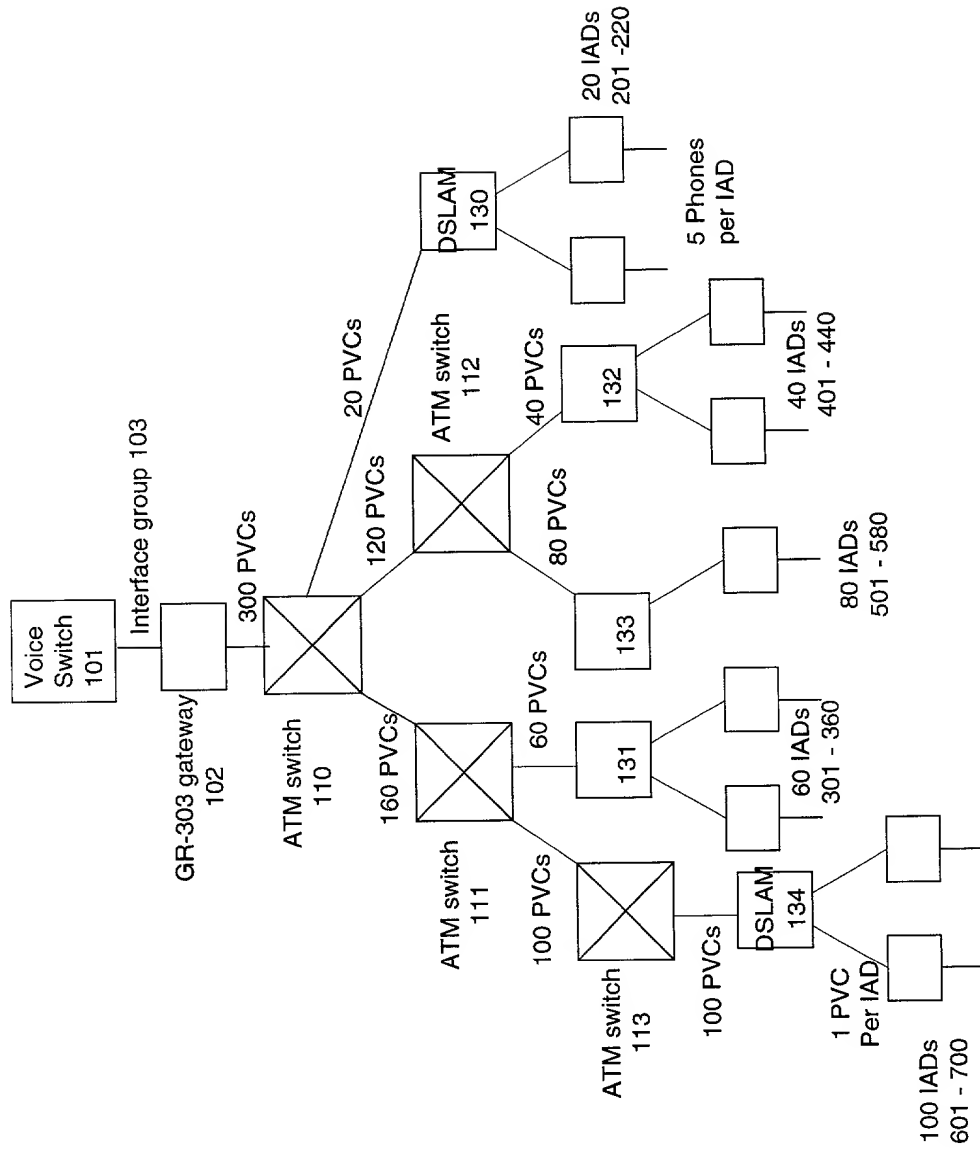 Voice
Switch
101
Interface group 103
GR-303 gateway
102
300 PVCs
ATM switch
110
20 PVCs
160 PVCs
120 PVCs
ATM switch
111
ATM switch
112
DSLAM
130
100 PVCs
60 PVCs
80 PVCs
40 PVCs
ATM switch
113
131
133
132
20 IADs
201 -220
5 Phones
per IAD
100 PVCs
DSLAM
134
60 IADs
301 - 360
80 IADs
501 - 580
40 IADs
401 - 440
1 PVC
Per IAD
100 IADs
601 - 700